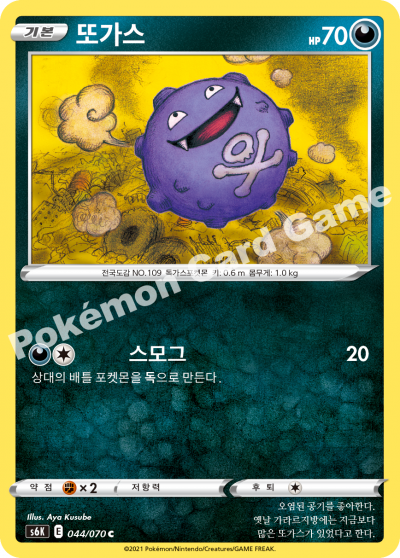 기본 또가스 HP 70
전국도감 NO.109 독가스포켓몬 키: 0.6 m 몸무게: 1.0 kg
Pokémon Card Game
스모그 20
상대의 배틀 포켓몬을 독으로 만든다.
약점 ×2 저항력 후퇴
Illus. Aya Kusube
s6K E 044/070 C
오염된 공기를 좋아한다.
옛날 가라르지방에는 지금보다
많은 또가스가 있었다고 한다.
©2021 Pokémon/Nintendo/Creatures/GAME FREAK.